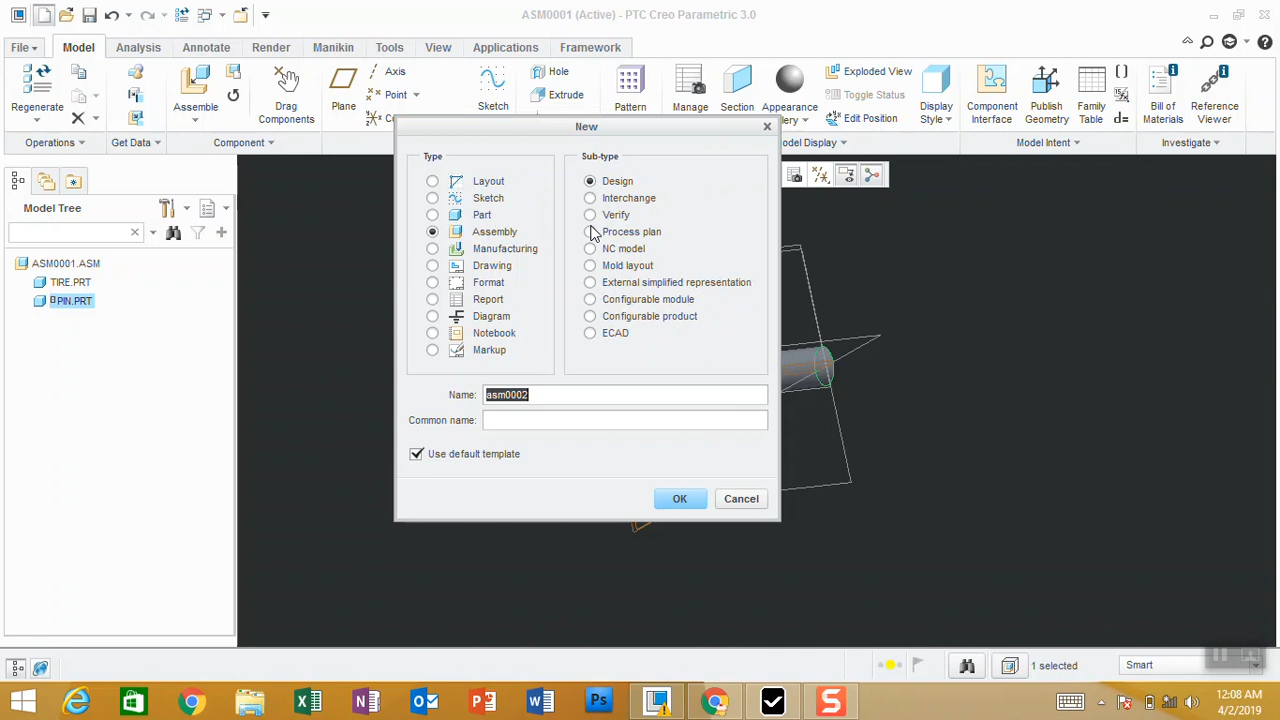 ASM0001 (Active) - PTC Creo Parametric 3.0
File Model Analysis Annotate Render Manikin Tools View Applications Framework
Regenerate Assemble Drag Components Plane Axis Point Sketch Hole Extrude Pattern Manage Section Appearance Exploded View Toggle Status Edit Position Display Style Component Interface Publish Geometry Family Table Bill of Materials Reference Viewer
Operations Get Data Component Model Intent Investigate
New
Type Sub-type
Layout Design
Sketch Interchange
Part Verify
Assembly Process plan
Manufacturing NC model
Drawing Mold layout
Format External simplified representation
Report Configurable module
Diagram Configurable product
Notebook ECAD
Markup
Name: asm0002
Common name:
Use default template
OK Cancel
Model Tree
ASM0001.ASM
TIRE.PRT
PIN.PRT
1 selected Smart
12:08 AM
4/2/2019